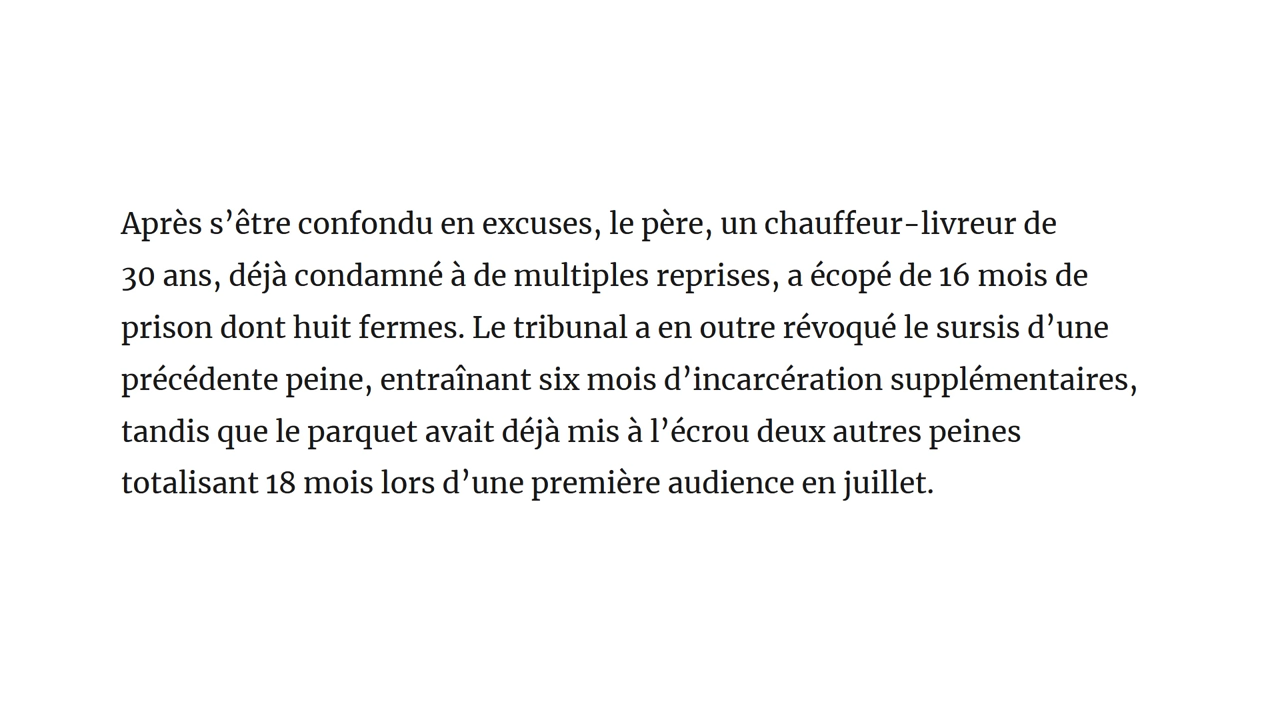 Après s’être confondu en excuses, le père, un chauffeur-livreur de
30 ans, déjà condamné à de multiples reprises, a écopé de 16 mois de
prison dont huit fermes. Le tribunal a en outre révoqué le sursis d’une
précédente peine, entraînant six mois d’incarcération supplémentaires,
tandis que le parquet avait déjà mis à l’écrou deux autres peines
totalisant 18 mois lors d’une première audience en juillet.